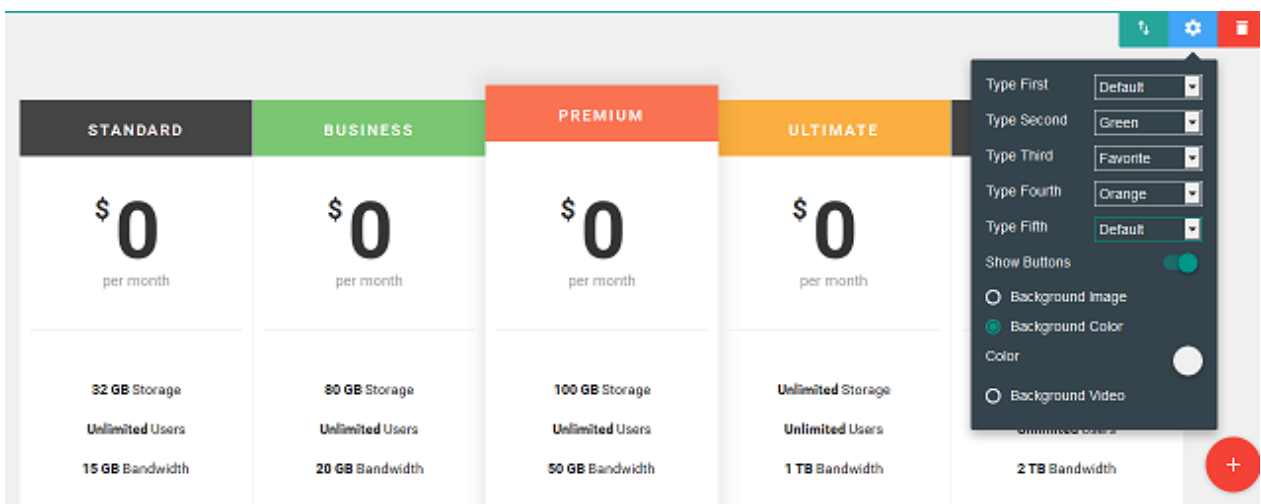 STANDARD
BUSINESS
PREMIUM
ULTIMATE
$0
$0
$0
$0
per month
per month
per month
per month
32 GB Storage
80 GB Storage
100 GB Storage
Unlimited Storage
Unlimited Users
Unlimited Users
Unlimited Users
Unlimited Users
15 GB Bandwidth
20 GB Bandwidth
50 GB Bandwidth
1 TB Bandwidth
2 TB Bandwidth
Type First Default
Type Second Green
Type Third Favorite
Type Fourth Orange
Type Fifth Default
Show Buttons
Background Image
Background Color
Color
Background Video
+